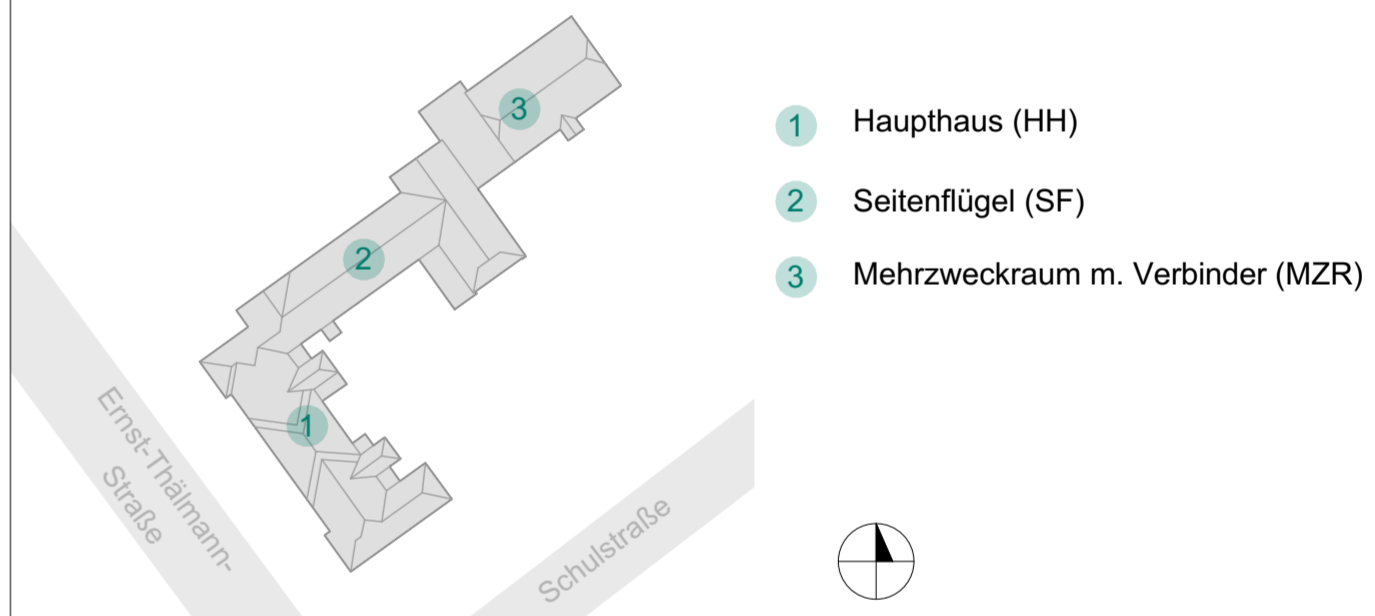 3
2
1
Ernst-Thälmann-
Straße
Schulstraße
1 Haupthaus (HH)
2 Seitenflügel (SF)
3 Mehrzweckraum m. Verbinder (MZR)